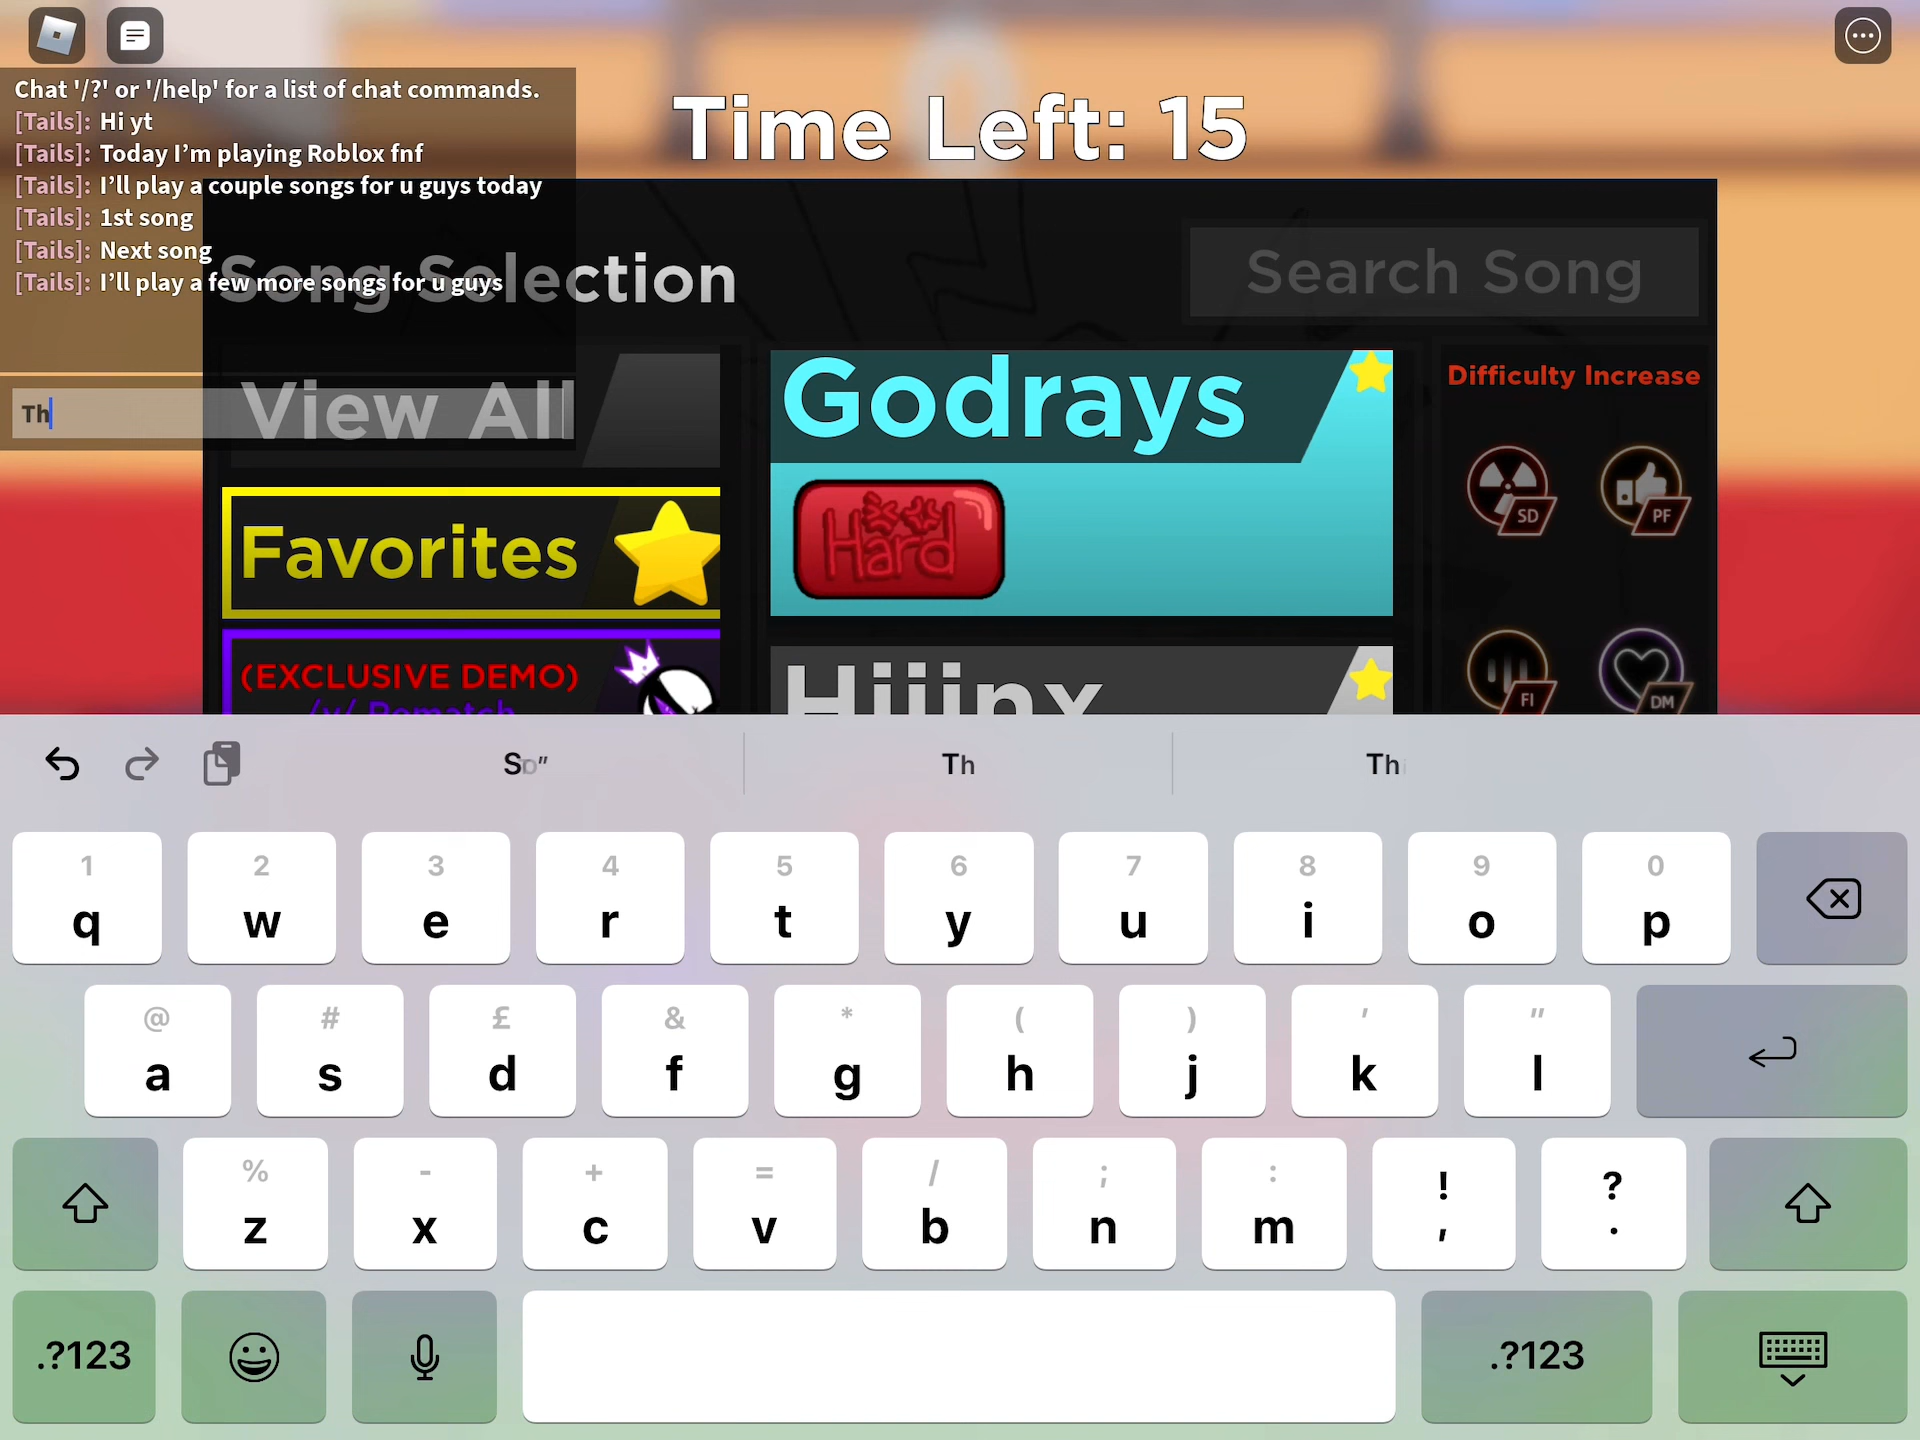 Chat '/?' or '/help' for a list of chat commands.
[Tails]: Hi yt
[Tails]: Today I'm playing Roblox fnf
[Tails]: I'll play a couple songs for u guys today
[Tails]: 1st song
[Tails]: Next song
[Tails]: I'll play a few more songs for u guys
Th
Time Left: 15
Song Selection
Search Song
View All
Favorites
(EXCLUSIVE DEMO)
Godrays
Hard
Hijinx
Difficulty Increase
SD
PF
FI
DM
Th
Th
1 2 3 4 5 6 7 8 9 0
q w e r t y u i o p
@ # £ & * ( ) ' "
a s d f g h j k l
% - + = / ; : ! ?
z x c v b n m , .
.?123
.?123